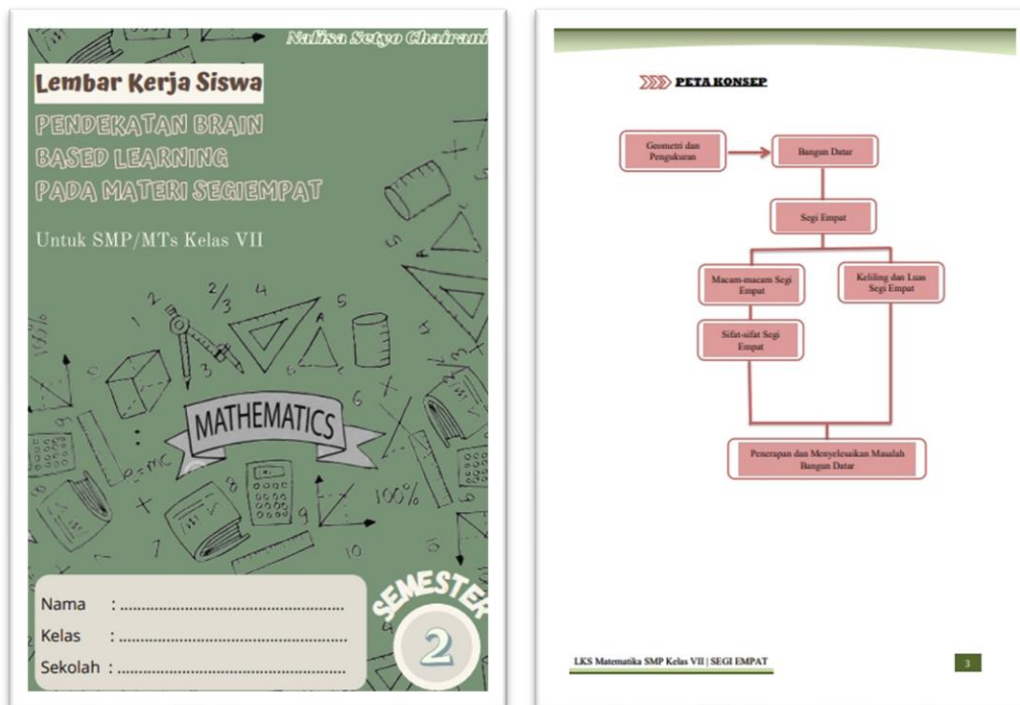 Nafisa Setyo Chairani
Lembar Kerja Siswa
PENDEKATAN BRAIN
BASED LEARNING
PADA MATERI SEGIEMPAT
Untuk SMP/MTs Kelas VII
MATHEMATICS
100%
Nama : ........................................................
Kelas : ........................................................
Sekolah : ........................................................
SEMESTER
2
PETA KONSEP
Geometri dan
Pengukuran
Bangun Datar
Segi Empat
Macam-macam Segi
Empat
Keliling dan Luas
Segi Empat
Sifat-sifat Segi
Empat
Penerapan dan Menyelesaikan Masalah
Bangun Datar
LKS Matematika SMP Kelas VII | SEGI EMPAT
3